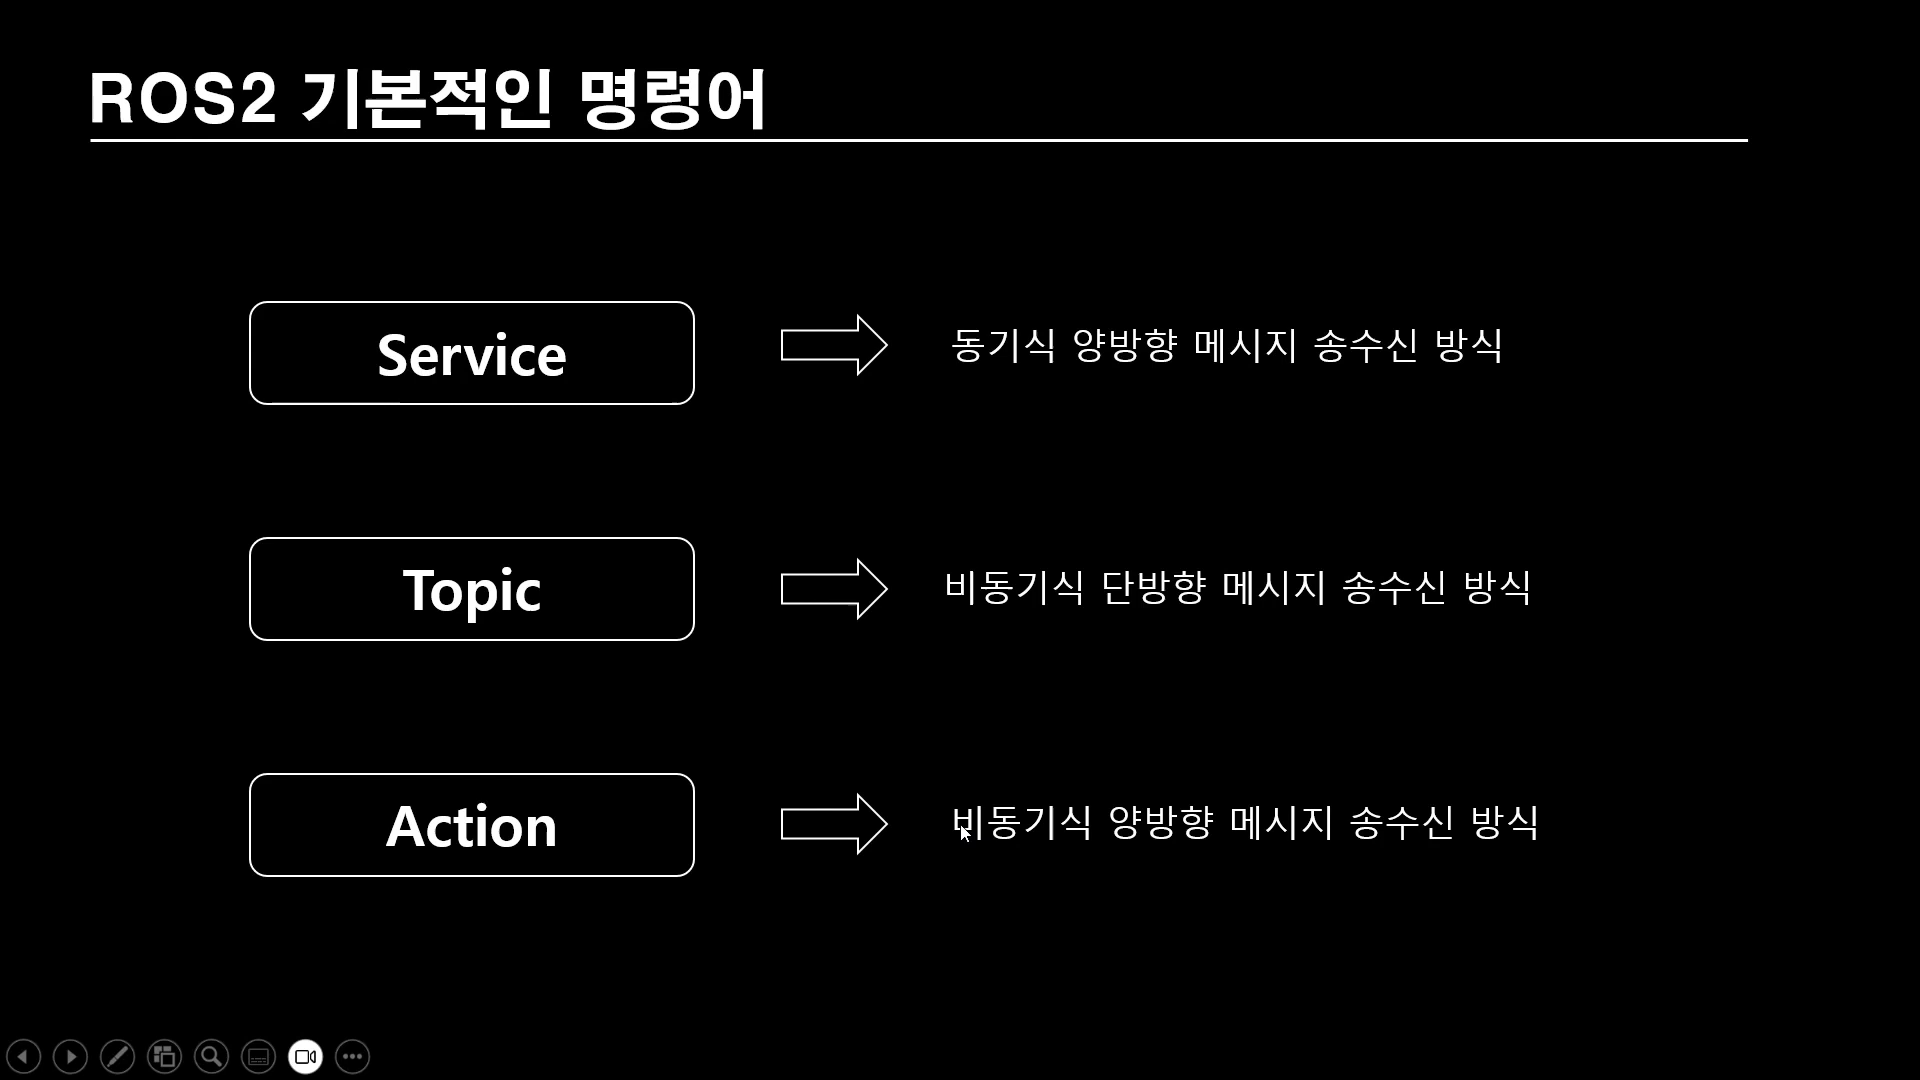 ROS2 기본적인 명령어
Service
동기식 양방향 메시지 송수신 방식
Topic
비동기식 단방향 메시지 송수신 방식
Action
비동기식 양방향 메시지 송수신 방식